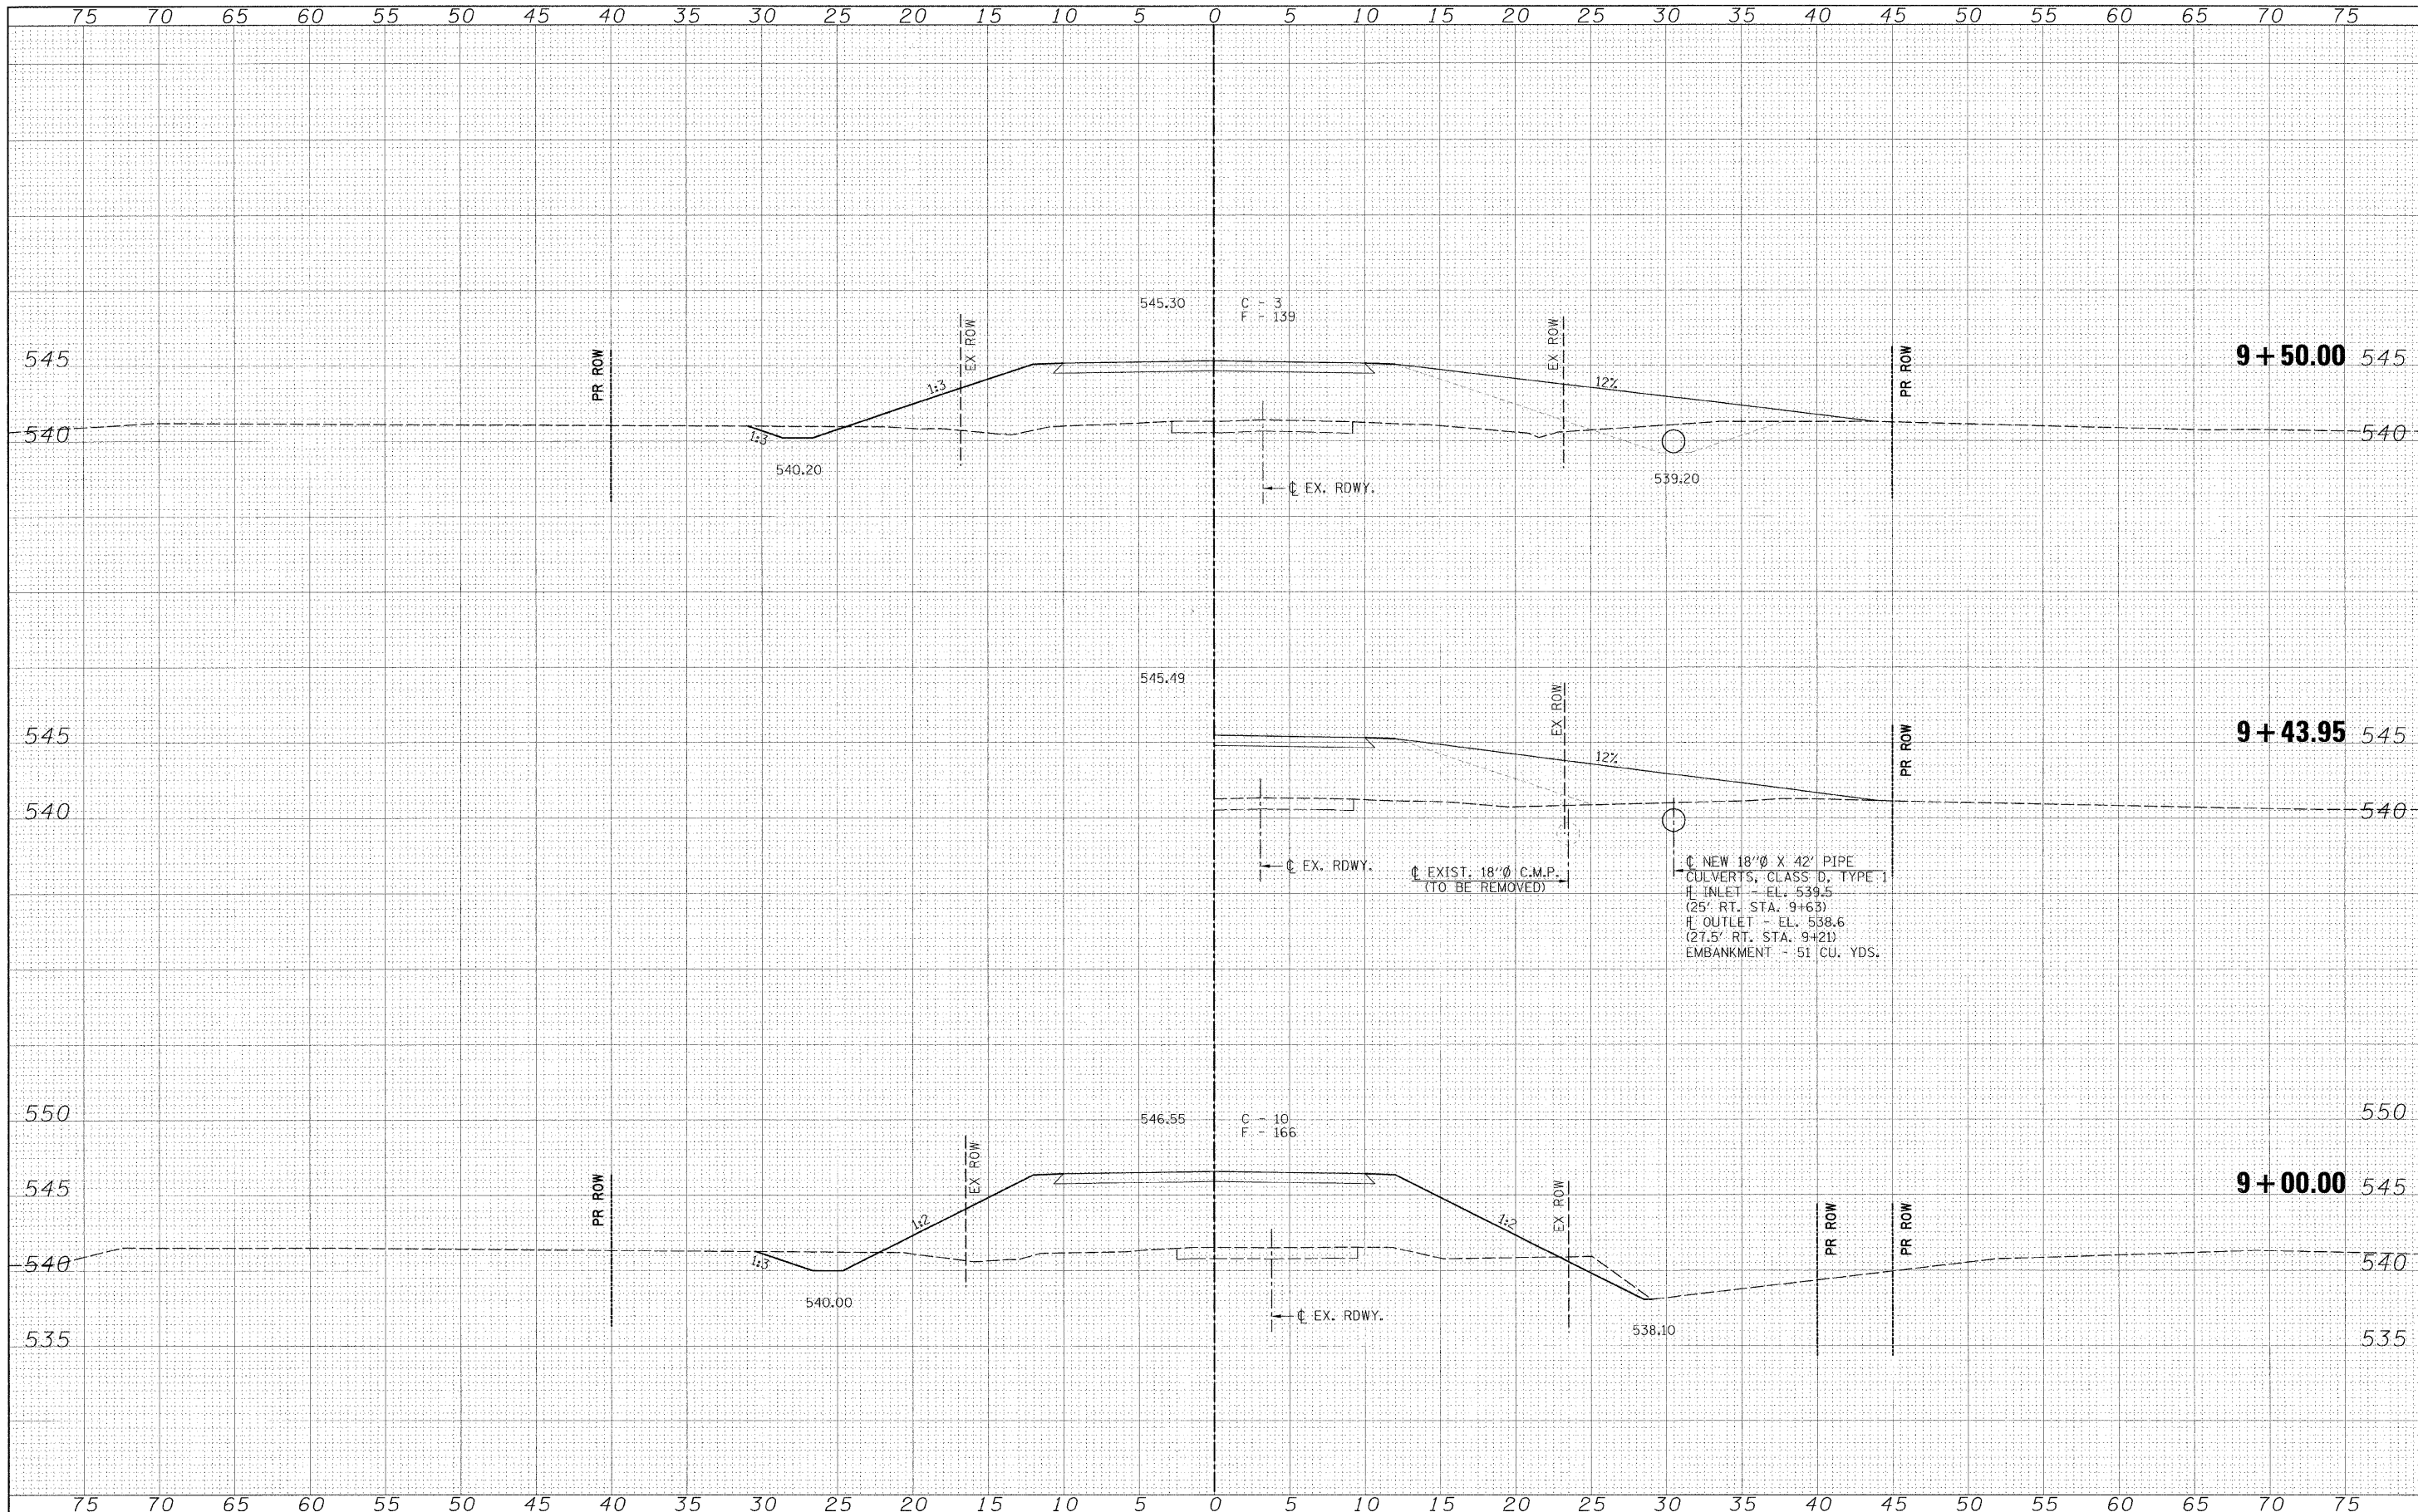 75 70 65 60 55 50 45 40 35 30 25 20 15 10 5 0 5 10 15 20 25 30 35 40 45 50 55 60 65 70 75
545.30
C - 3
F - 139
545
PR ROW
1:3
EX ROW
EX ROW
12%
PR ROW
9+50.00 545
540
1:3
540.20
℄ EX. RDWY.
539.20
540
545.49
545
EX ROW
12%
PR ROW
9+43.95 545
540
540
℄ EX. RDWY.
℄ EXIST. 18"Ø C.M.P.
(TO BE REMOVED)
℄ NEW 18"Ø X 42' PIPE
CULVERTS, CLASS D, TYPE 1
FL INLET - EL. 539.5
(25' RT. STA. 9+63)
FL OUTLET - EL. 538.6
(27.5' RT. STA. 9+21)
EMBANKMENT - 51 CU. YDS.
550
546.55
C - 10
F - 166
550
545
PR ROW
1:2
EX ROW
1:2
EX ROW
PR ROW
PR ROW
9+00.00 545
540
1:3
540.00
℄ EX. RDWY.
538.10
540
535
535
75 70 65 60 55 50 45 40 35 30 25 20 15 10 5 0 5 10 15 20 25 30 35 40 45 50 55 60 65 70 75